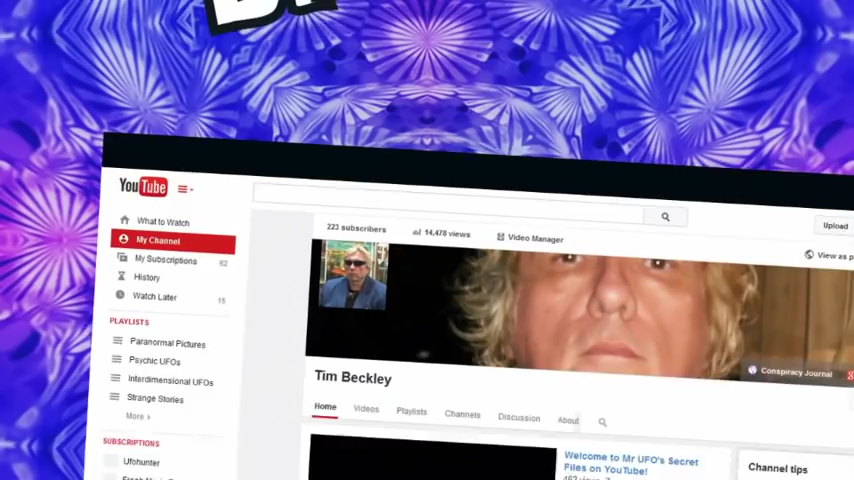 YouTube
Upload
223 subscribers
14,478 views
Video Manager
View as p
What to Watch
My Channel
My Subscriptions 62
History
Watch Later 15
PLAYLISTS
Paranormal Pictures
Psychic UFOs
Interdimensional UFOs
Strange Stories
More
SUBSCRIPTIONS
Ufohunter
Conspiracy Journal
Tim Beckley
Home
Videos
Playlists
Channels
Discussion
About
Welcome to Mr UFO's Secret
Files on YouTube!
Channel tips